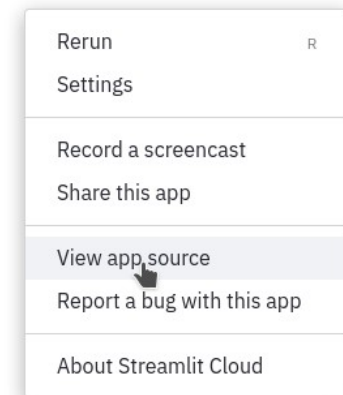 Rerun R
Settings
Record a screencast
Share this app
View app source
Report a bug with this app
About Streamlit Cloud